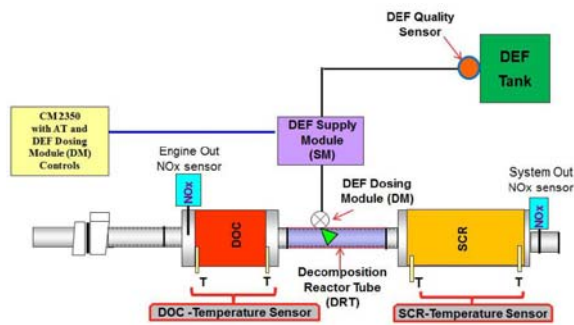 DEF Quality
Sensor
DEF
Tank
CM2350
with AT and
DEF Dosing
Module (DM)
Controls
DEF Supply
Module
(SM)
Engine Out
NOx sensor
System Out
NOx sensor
DEF Dosing
Module (DM)
NOx
NOx
DOC
SCR
Decomposition
Reactor Tube
(DRT)
T
T
T
T
DOC -Temperature Sensor
SCR-Temperature Sensor